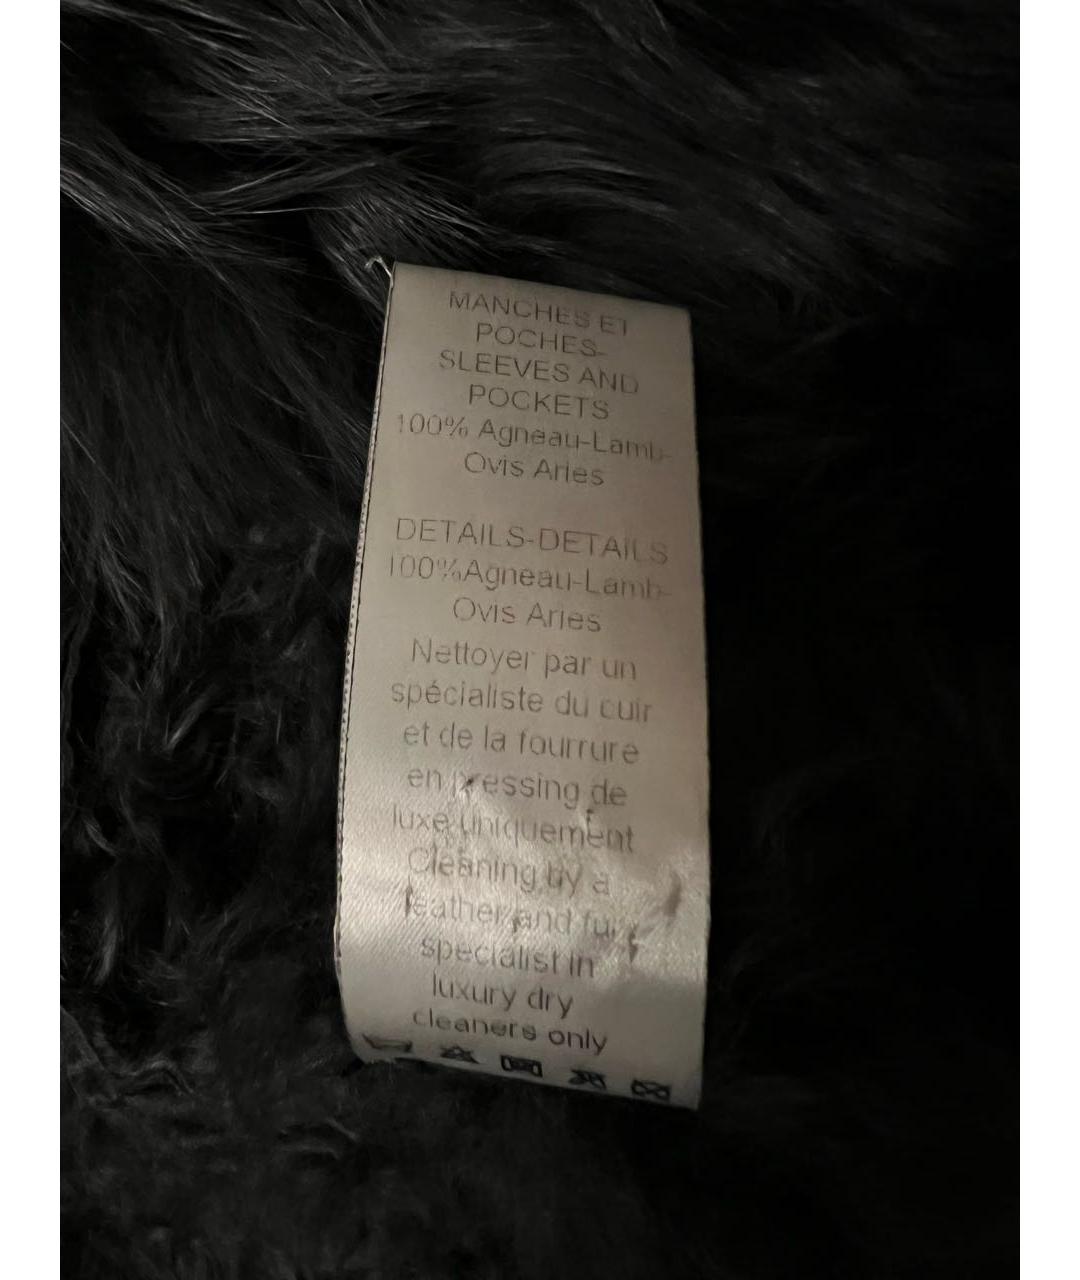 MANCHES ET
POCHES-
SLEEVES AND
POCKETS
100% Agneau-Lamb-
Ovis Aries
DETAILS-DETAILS
100%Agneau-Lamb-
Ovis Aries
Nettoyer par un
spécialiste du cuir
et de la fourrure
en pressing de
luxe uniquement
Cleaning by a
leather and fur
specialist in
luxury dry
cleaners only